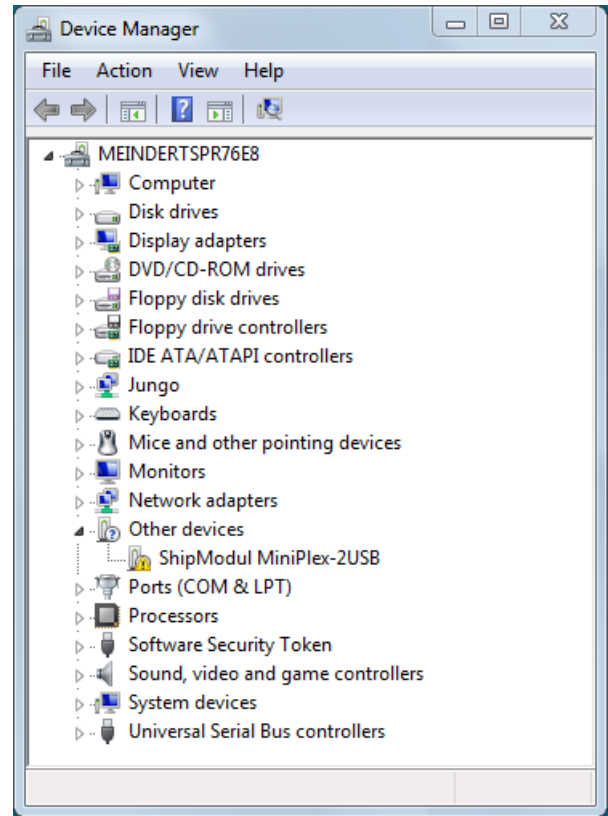 Device Manager
File Action View Help
MEINDERTSPR76E8
Computer
Disk drives
Display adapters
DVD/CD-ROM drives
Floppy disk drives
Floppy drive controllers
IDE ATA/ATAPI controllers
Jungo
Keyboards
Mice and other pointing devices
Monitors
Network adapters
Other devices
ShipModul MiniPlex-2USB
Ports (COM & LPT)
Processors
Software Security Token
Sound, video and game controllers
System devices
Universal Serial Bus controllers